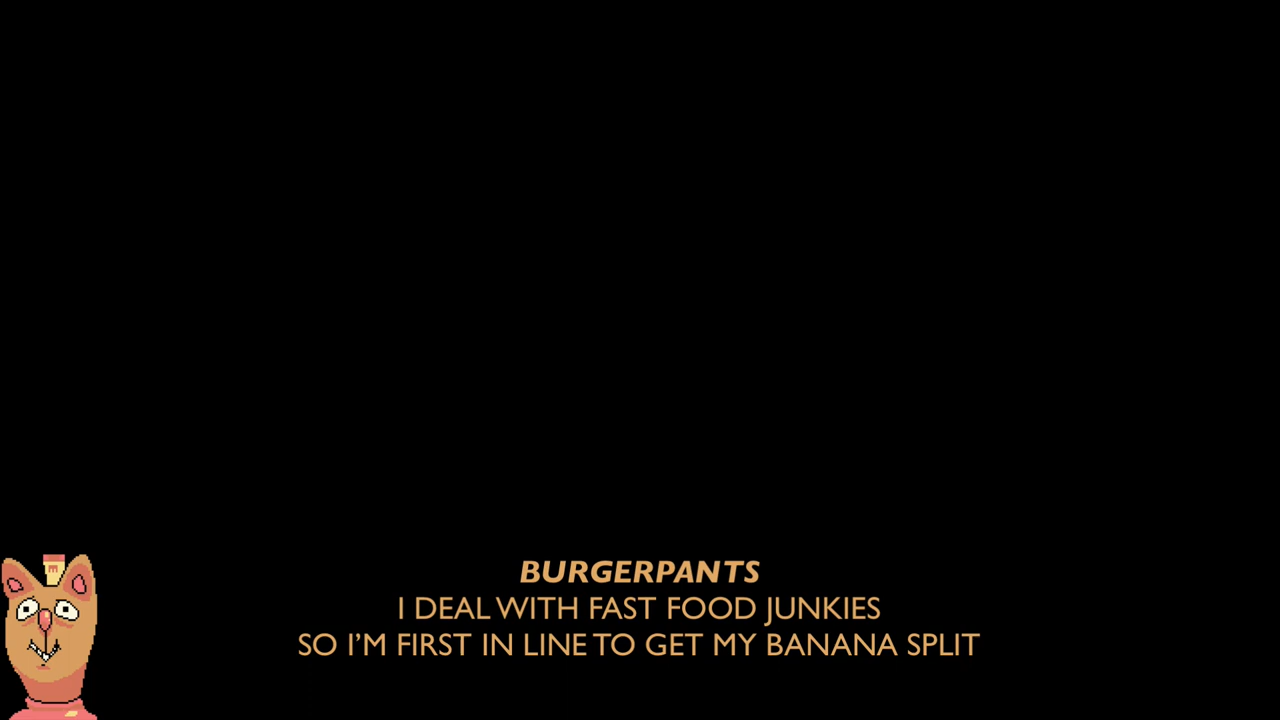 BURGERPANTS
I DEAL WITH FAST FOOD JUNKIES
SO I'M FIRST IN LINE TO GET MY BANANA SPLIT